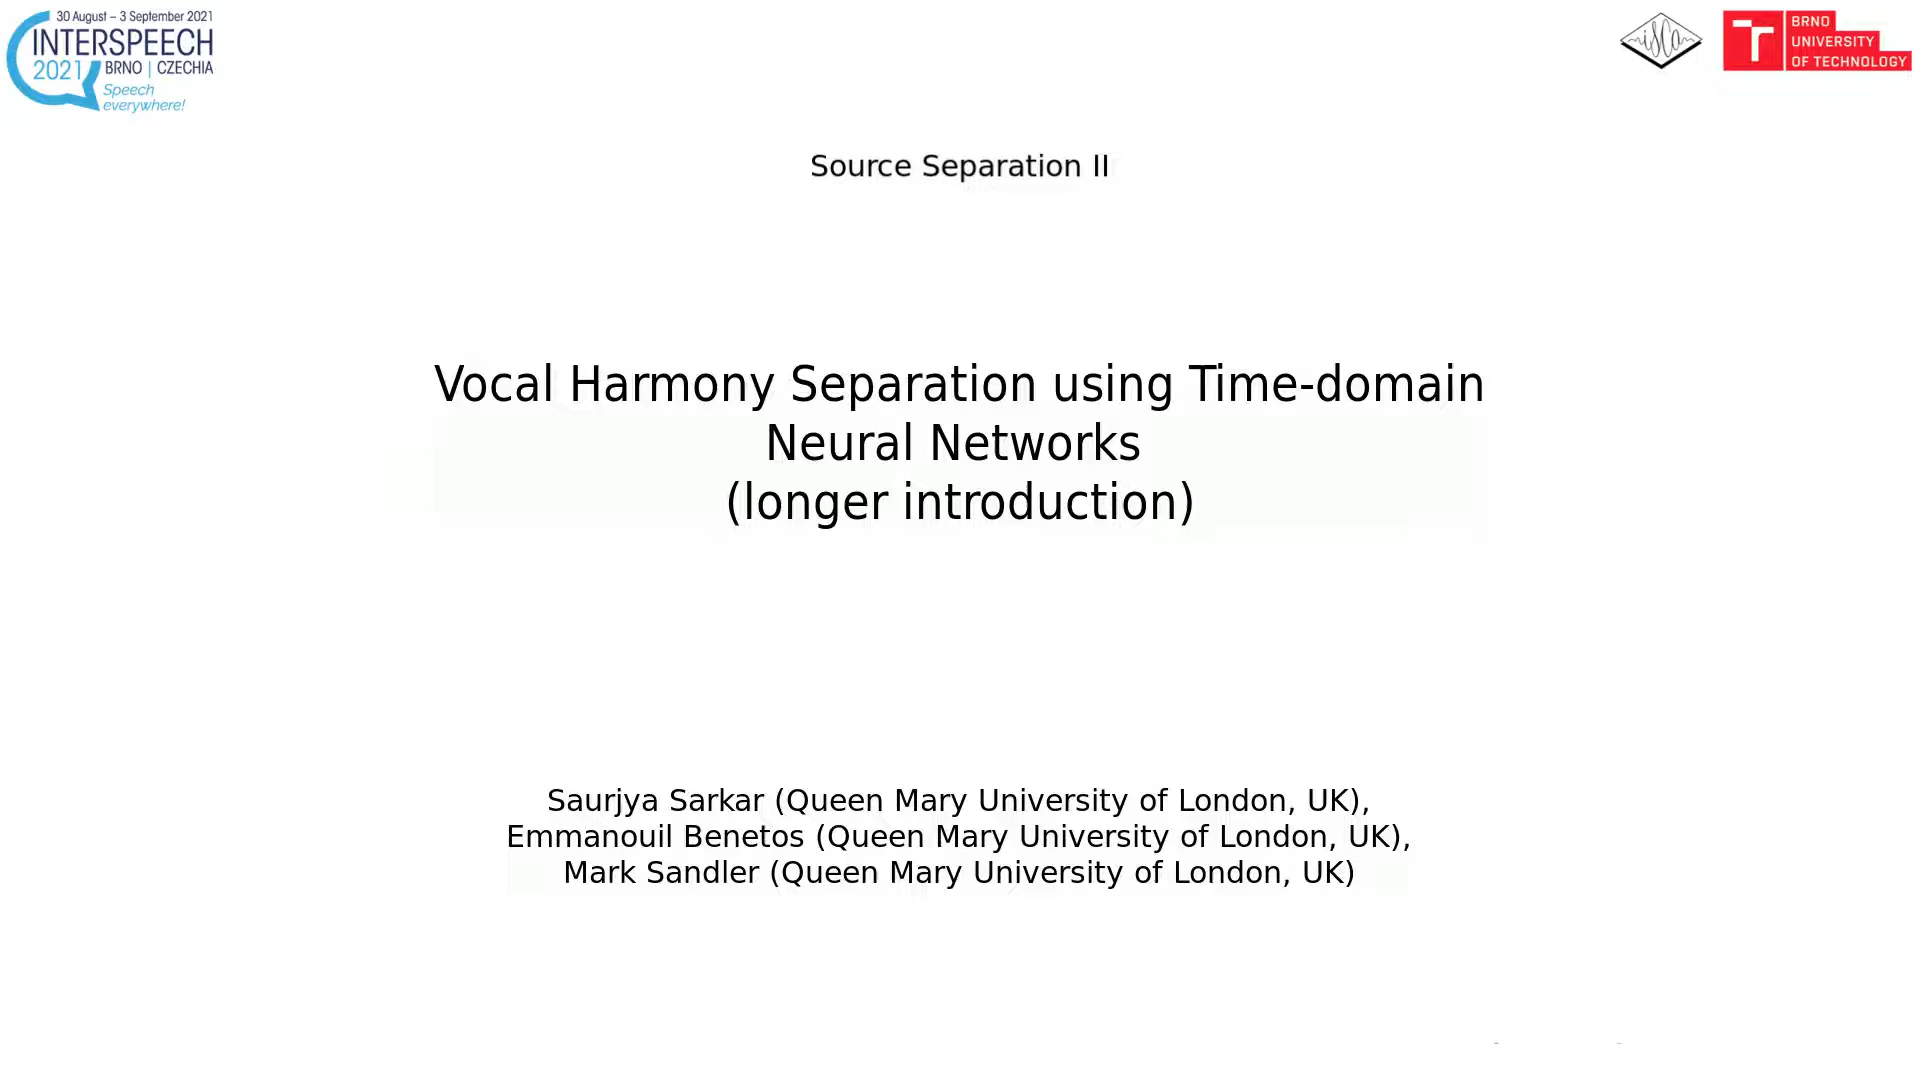 30 August – 3 September 2021
INTERSPEECH
2021 BRNO | CZECHIA
Speech
everywhere!
isca
BRNO
UNIVERSITY
OF TECHNOLOGY
Source Separation II
Vocal Harmony Separation using Time-domain
Neural Networks
(longer introduction)
Saurjya Sarkar (Queen Mary University of London, UK),
Emmanouil Benetos (Queen Mary University of London, UK),
Mark Sandler (Queen Mary University of London, UK)